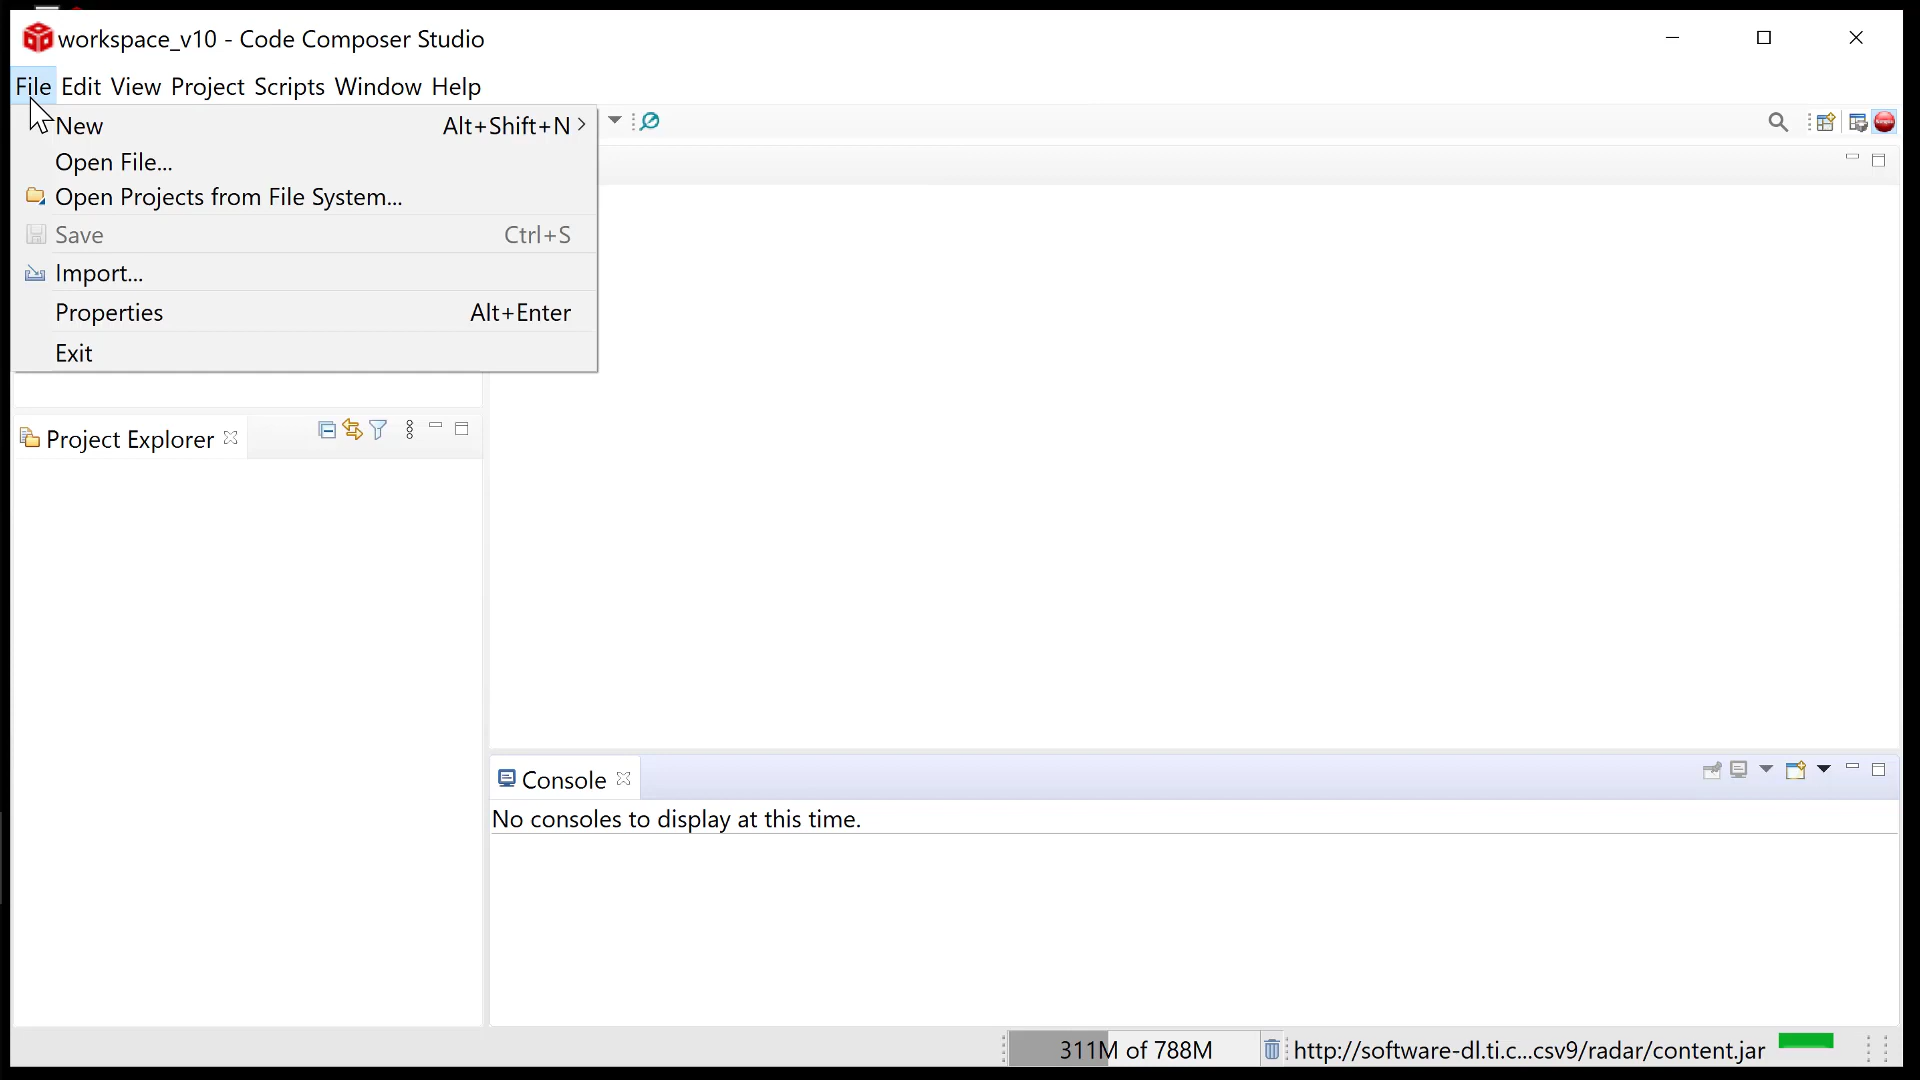 workspace_v10 - Code Composer Studio
File Edit View Project Scripts Window Help
New Alt+Shift+N
Open File...
Open Projects from File System...
Save Ctrl+S
Import...
Properties Alt+Enter
Exit
Project Explorer
Console
No consoles to display at this time.
311M of 788M
http://software-dl.ti.c...csv9/radar/content.jar